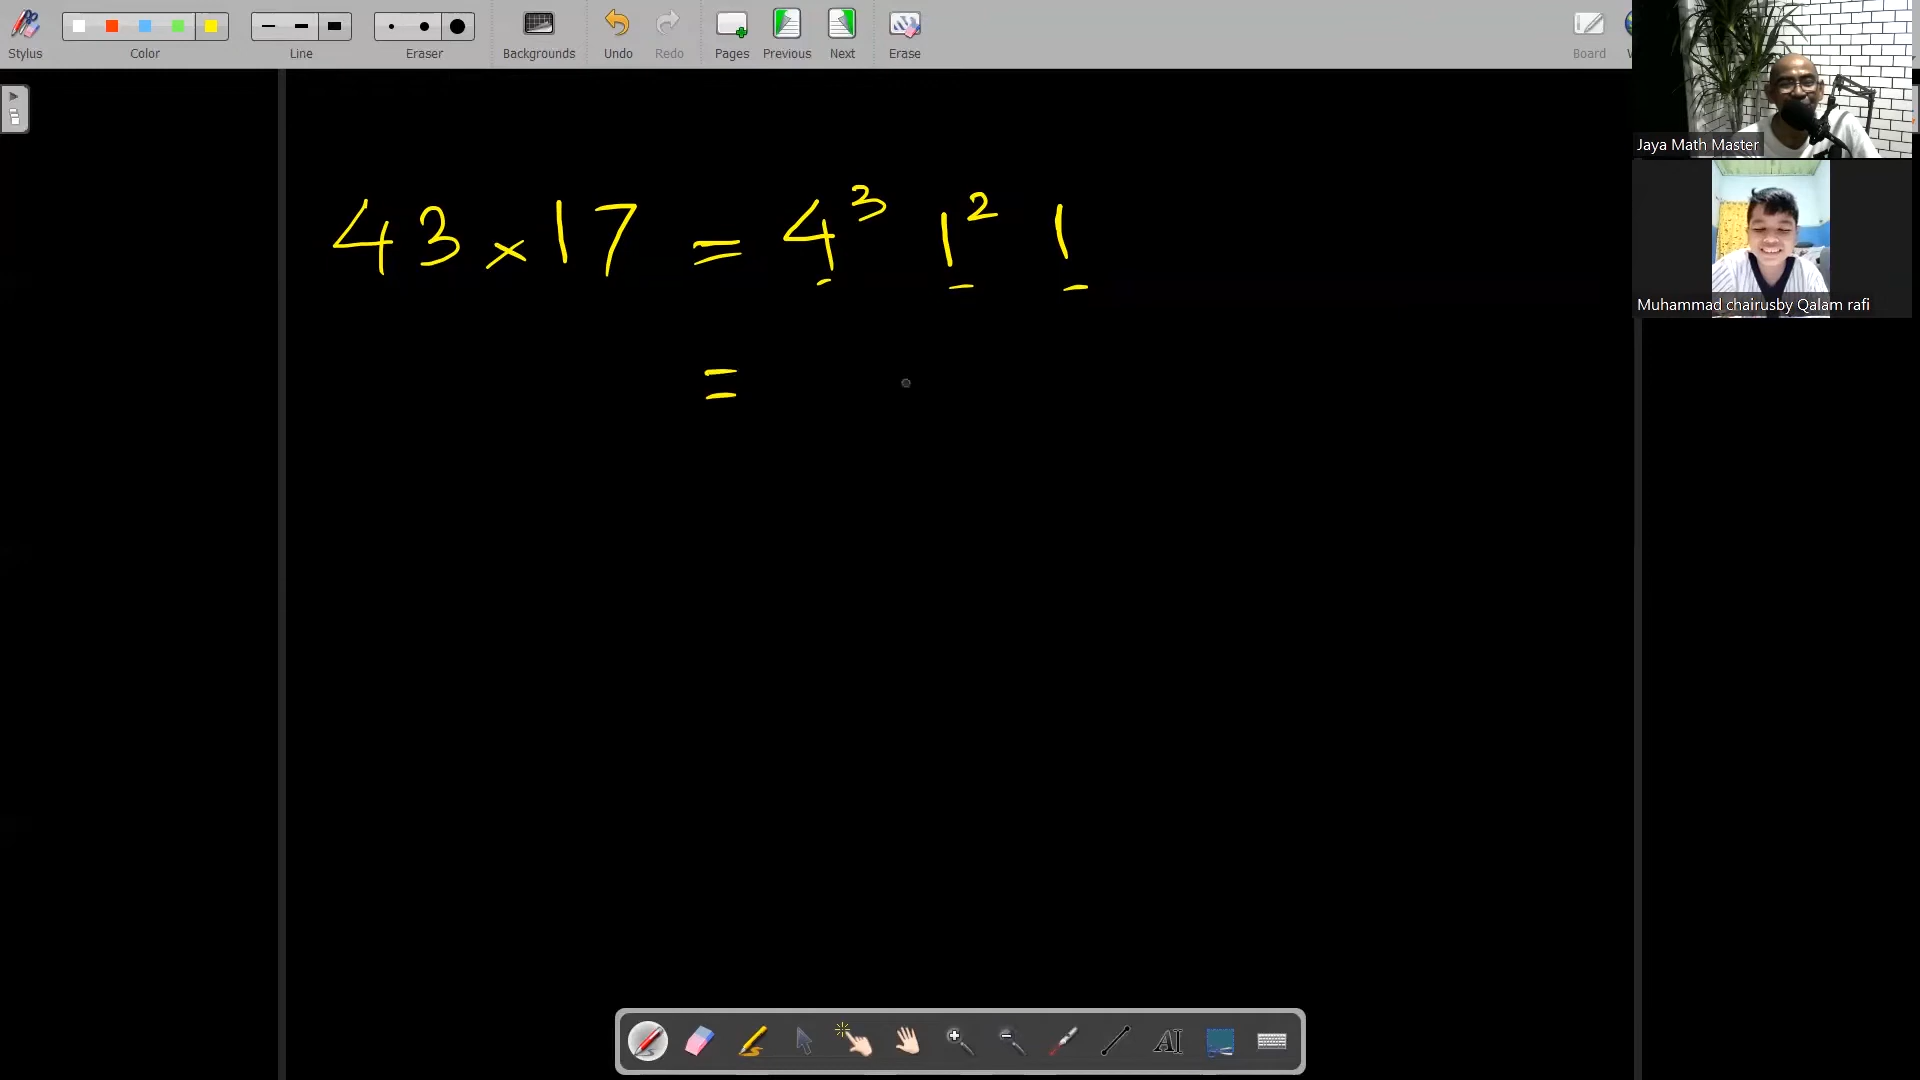 Stylus Color Line Eraser Backgrounds Undo Redo Pages Previous Next Erase Board
Jaya Math Master
43 × 17 = 4³ 1² 1
Muhammad chairusby Qalam rafi
=